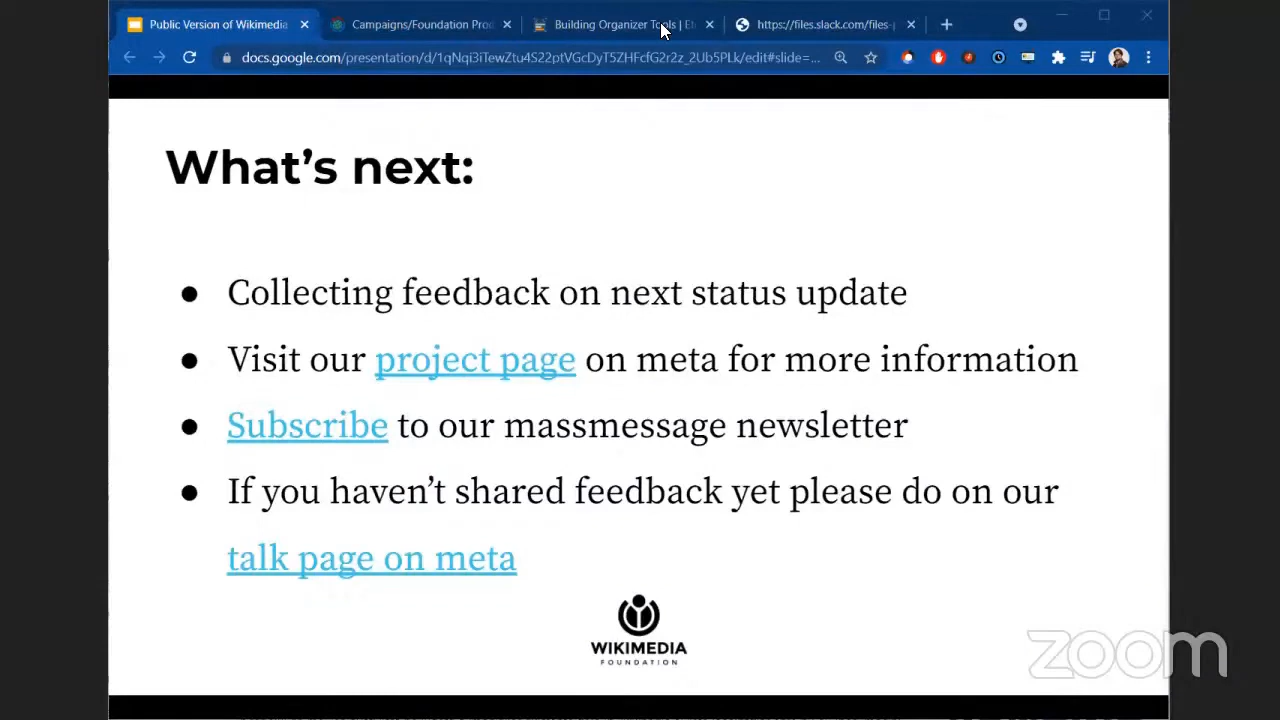 Public Version of Wikimedia
Campaigns/Foundation Prod
Building Organizer Tools | Et
https://files.slack.com/files-
docs.google.com/presentation/d/1qNqi3iTewZtu4S22ptVGcDyT5ZHFcfG2r2z_2Ub5PLk/edit#slide=...
What’s next:
● Collecting feedback on next status update
● Visit our project page on meta for more information
● Subscribe to our massmessage newsletter
● If you haven’t shared feedback yet please do on our
talk page on meta
WIKIMEDIA
FOUNDATION
zoom